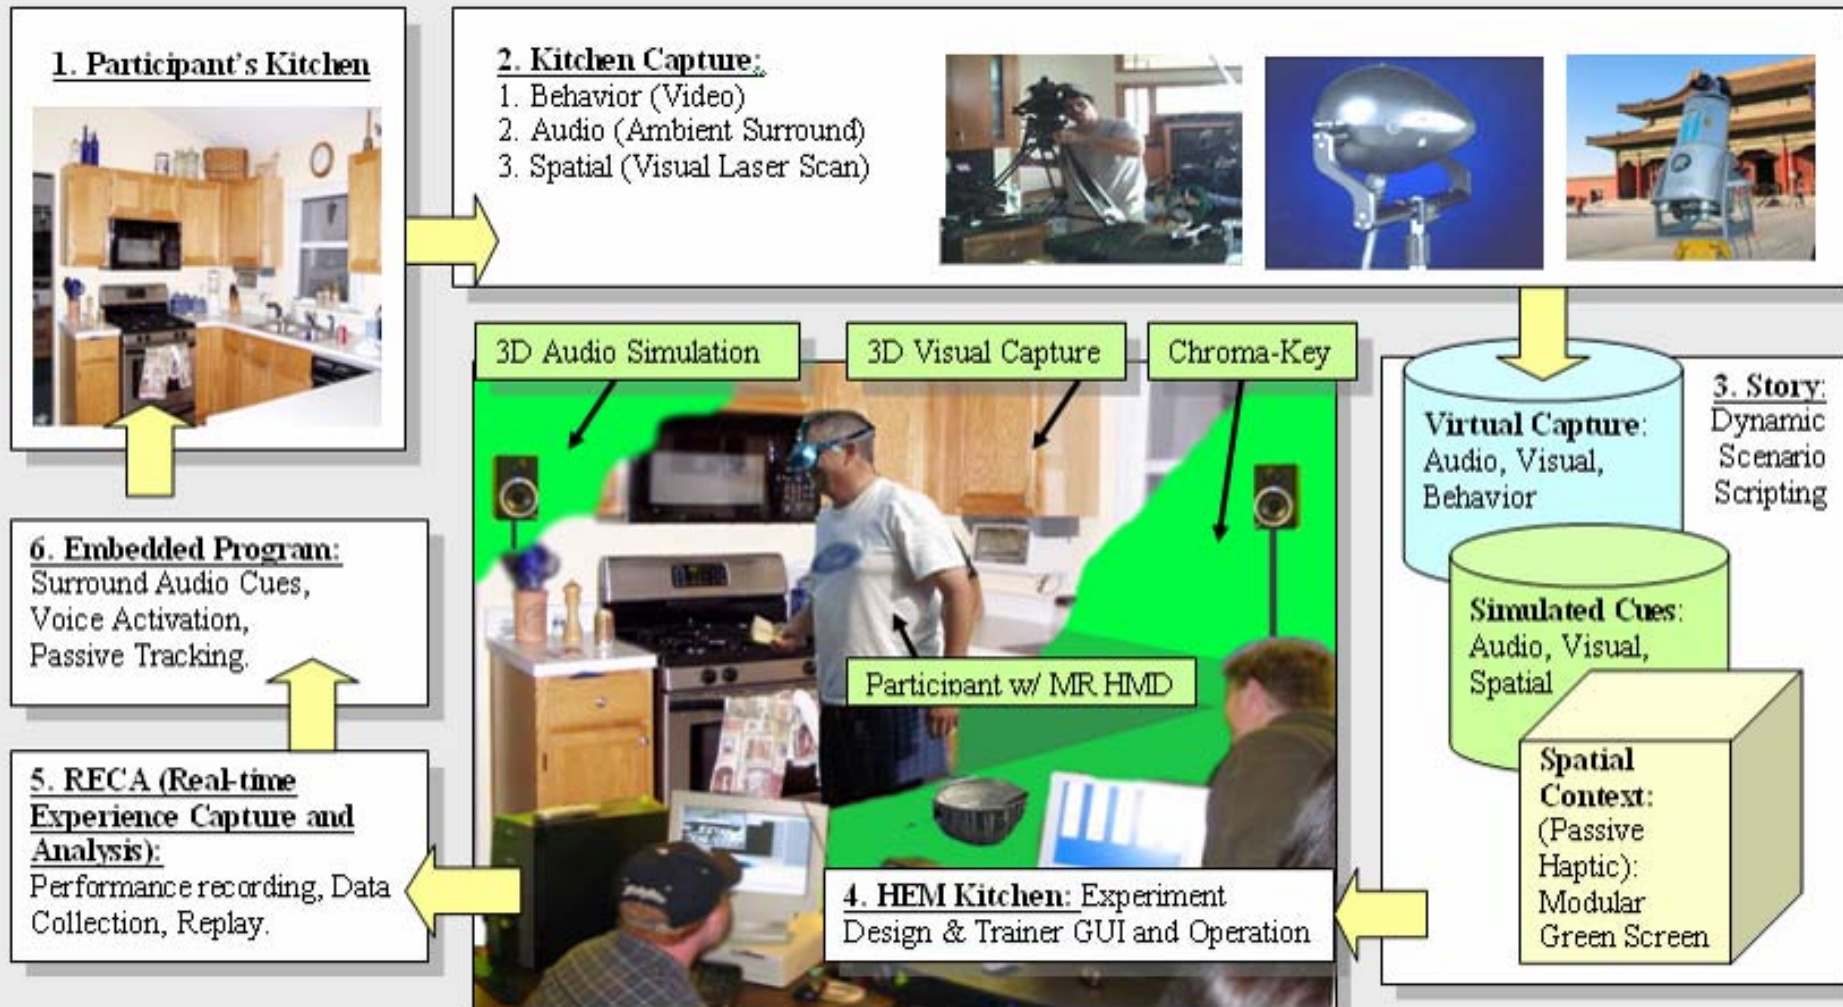 1. Participant's Kitchen
2. Kitchen Capture:
1. Behavior (Video)
2. Audio (Ambient Surround)
3. Spatial (Visual Laser Scan)
3D Audio Simulation
3D Visual Capture
Chroma-Key
Participant w/ MR HMD
3. Story:
Dynamic
Scenario
Scripting
Virtual Capture:
Audio, Visual,
Behavior
Simulated Cues:
Audio, Visual,
Spatial
Spatial
Context:
(Passive
Haptic):
Modular
Green Screen
4. HEM Kitchen: Experiment
Design & Trainer GUI and Operation
5. RECA (Real-time
Experience Capture and
Analysis):
Performance recording, Data
Collection, Replay.
6. Embedded Program:
Surround Audio Cues,
Voice Activation,
Passive Tracking.